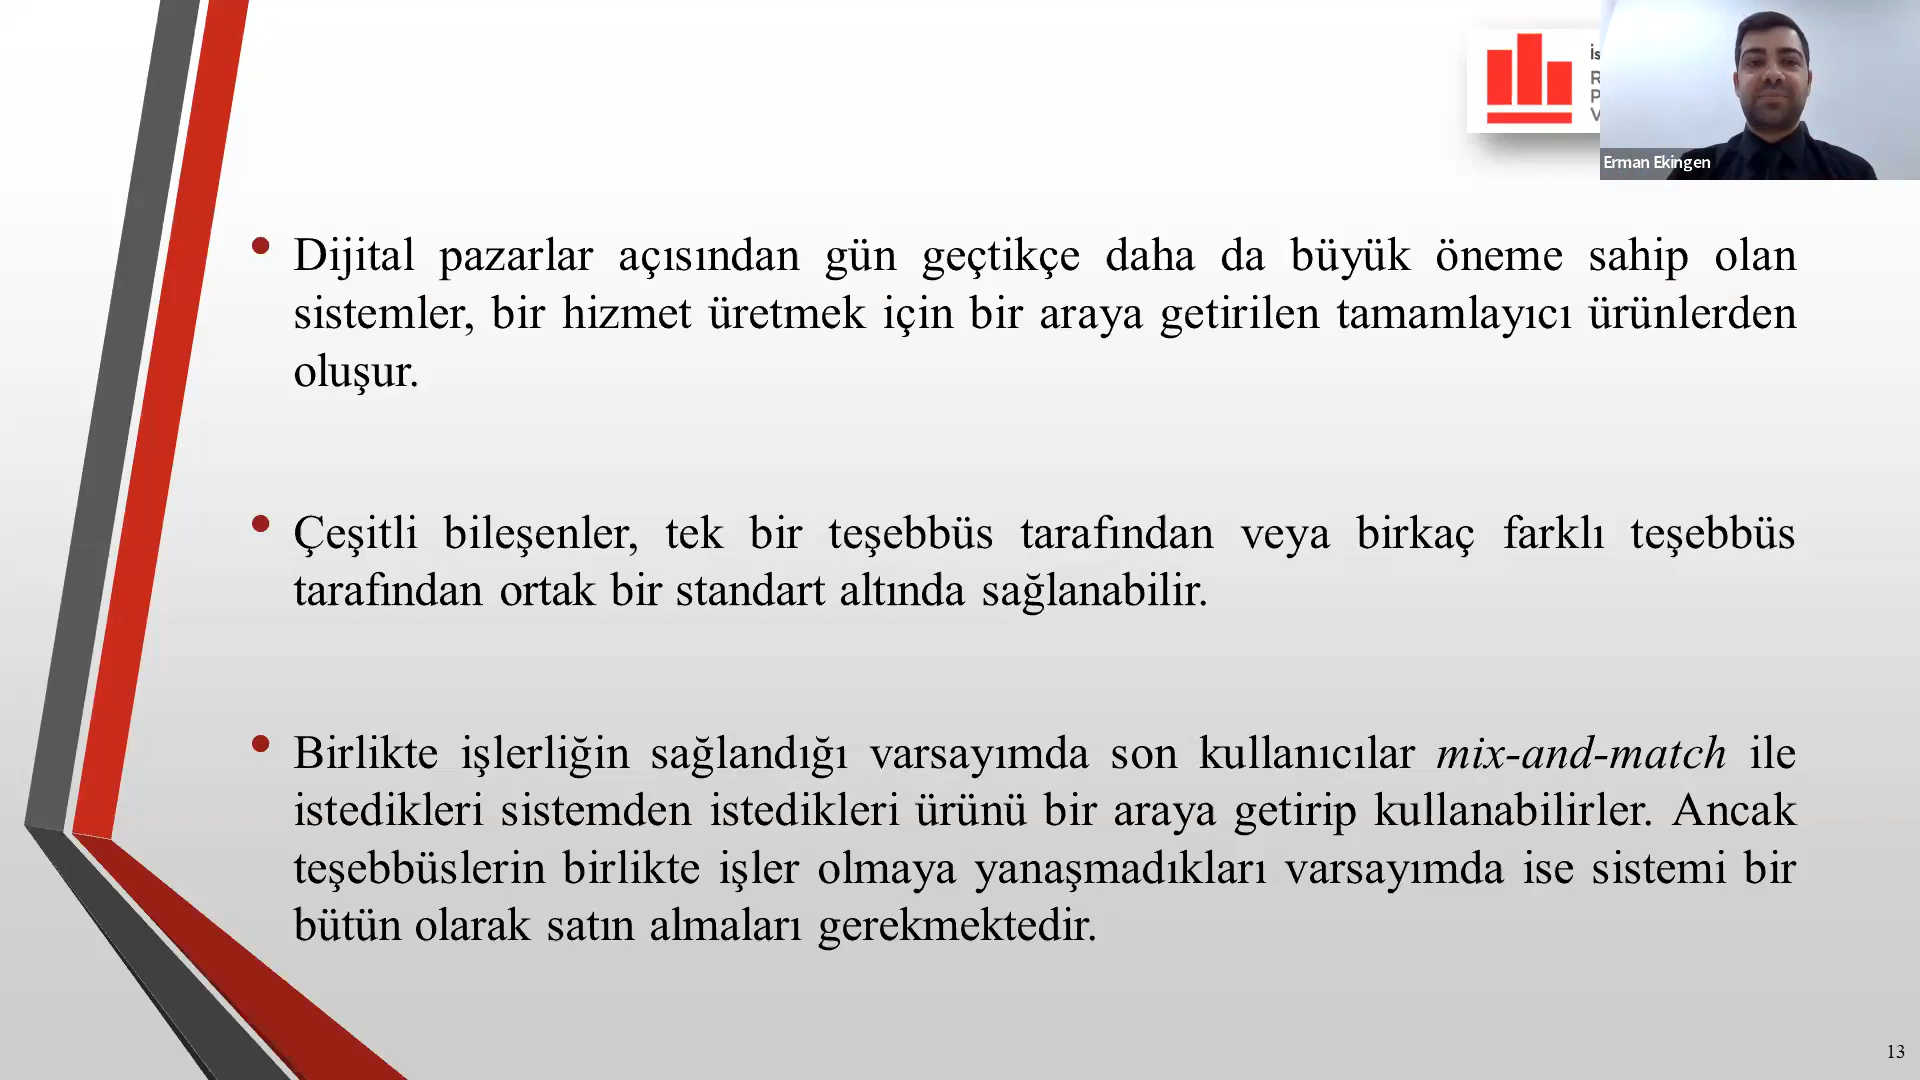 İs
R
P
V
Erman Ekingen
• Dijital pazarlar açısından gün geçtikçe daha da büyük öneme sahip olan
sistemler, bir hizmet üretmek için bir araya getirilen tamamlayıcı ürünlerden
oluşur.
• Çeşitli bileşenler, tek bir teşebbüs tarafından veya birkaç farklı teşebbüs
tarafından ortak bir standart altında sağlanabilir.
• Birlikte işlerliğin sağlandığı varsayımda son kullanıcılar mix-and-match ile
istedikleri sistemden istedikleri ürünü bir araya getirip kullanabilirler. Ancak
teşebbüslerin birlikte işler olmaya yanaşmadıkları varsayımda ise sistemi bir
bütün olarak satın almaları gerekmektedir.
13